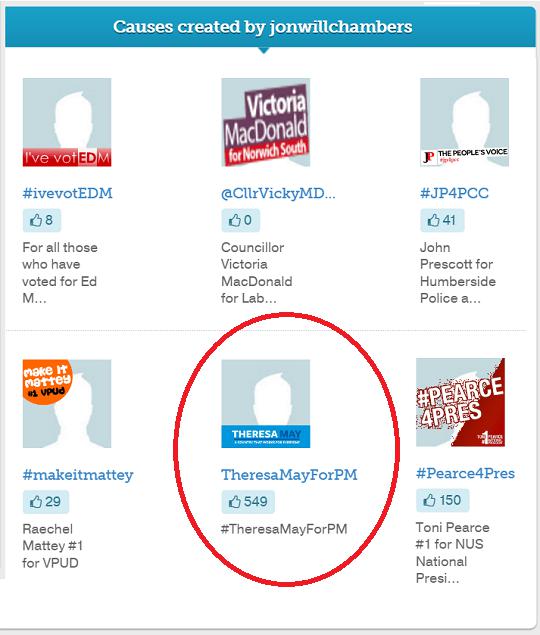 Causes created by jonwillchambers
I've votEDM
Victoria
MacDonald
for Norwich South
JP THE PEOPLE'S VOICE
#jp4pcc
#ivevotEDM
@CllrVickyMD...
#JP4PCC
8
0
41
For all those
who have
voted for Ed
M...
Councillor
Victoria
MacDonald
for Lab...
John
Prescott for
Humberside
Police a...
make it
mattey
#1 VPUD
THERESA MAY
A COUNTRY THAT WORKS FOR EVERYONE
#PEARCE
4PRES
TONI PEARCE
#makeitmattey
TheresaMayForPM
#Pearce4Pres
29
549
150
Raechel
Mattey #1
for VPUD
#TheresaMayForPM
Toni Pearce
#1 for NUS
National
Presi...